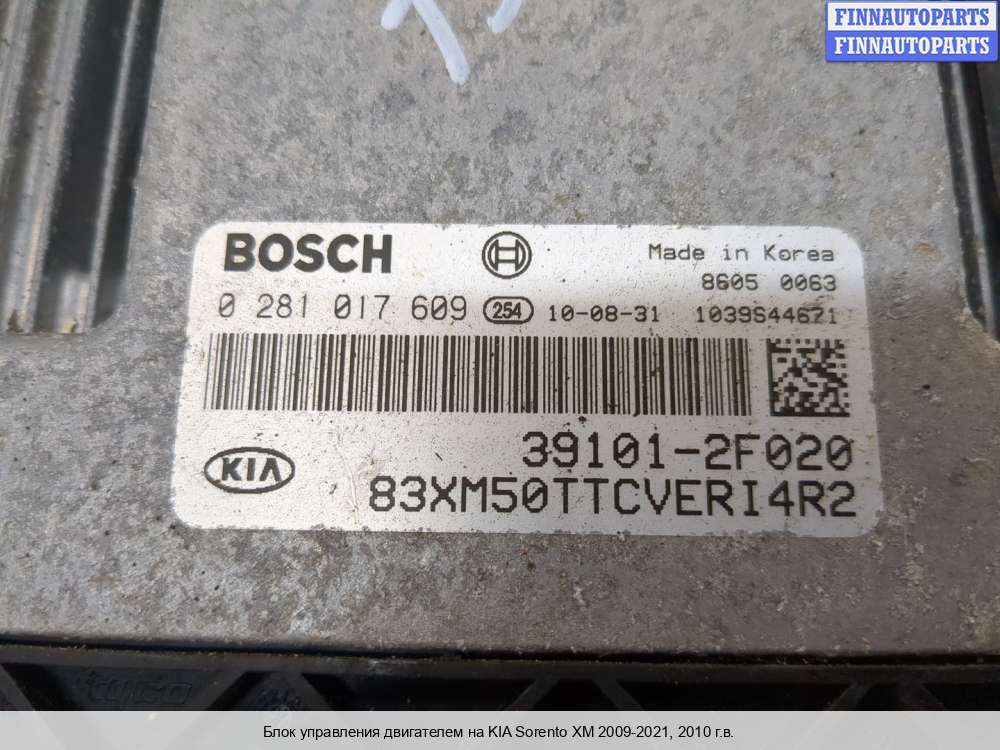 FINNAUTOPARTS
FINNAUTOPARTS
BOSCH
Made in Korea
8605 0063
0 281 017 609 254 10-08-31 1039S44671
KIA
39101-2F020
83XM50TTCVERI4R2
tyco
Блок управления двигателем на KIA Sorento XM 2009-2021, 2010 г.в.